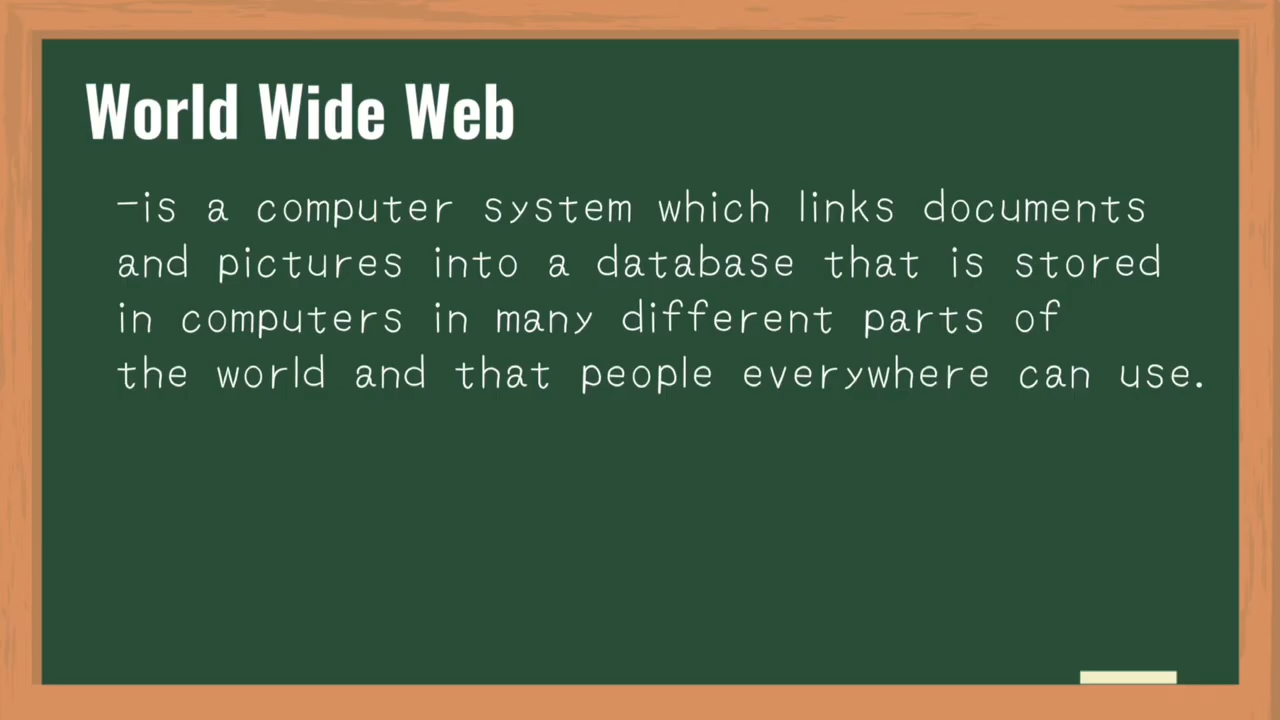 World Wide Web
-is a computer system which links documents
and pictures into a database that is stored
in computers in many different parts of
the world and that people everywhere can use.